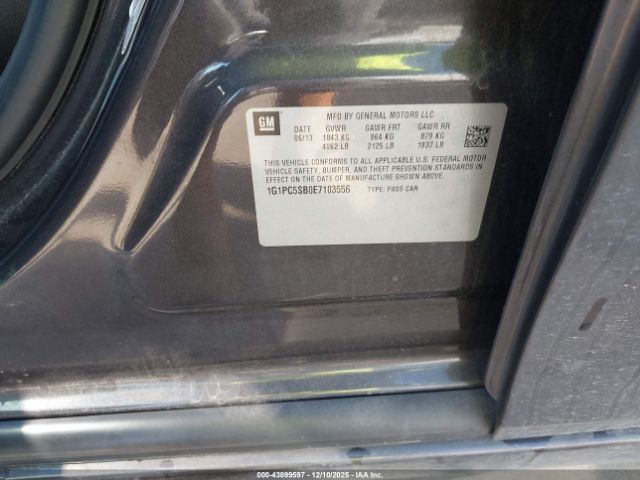 GM
MFD BY GENERAL MOTORS LLC
DATE GVWR GAWR FRT GAWR RR
06/13 1843 KG 964 KG 879 KG
4062 LB 2125 LB 1937 LB
THIS VEHICLE CONFORMS TO ALL APPLICABLE U.S. FEDERAL MOTOR
VEHICLE SAFETY, BUMPER, AND THEFT PREVENTION STANDARDS IN
EFFECT ON THE DATE OF MANUFACTURE SHOWN ABOVE.
1G1PC5SB0E7103556 TYPE: PASS CAR
000-43899597 - 12/10/2025 - IAAI.COM